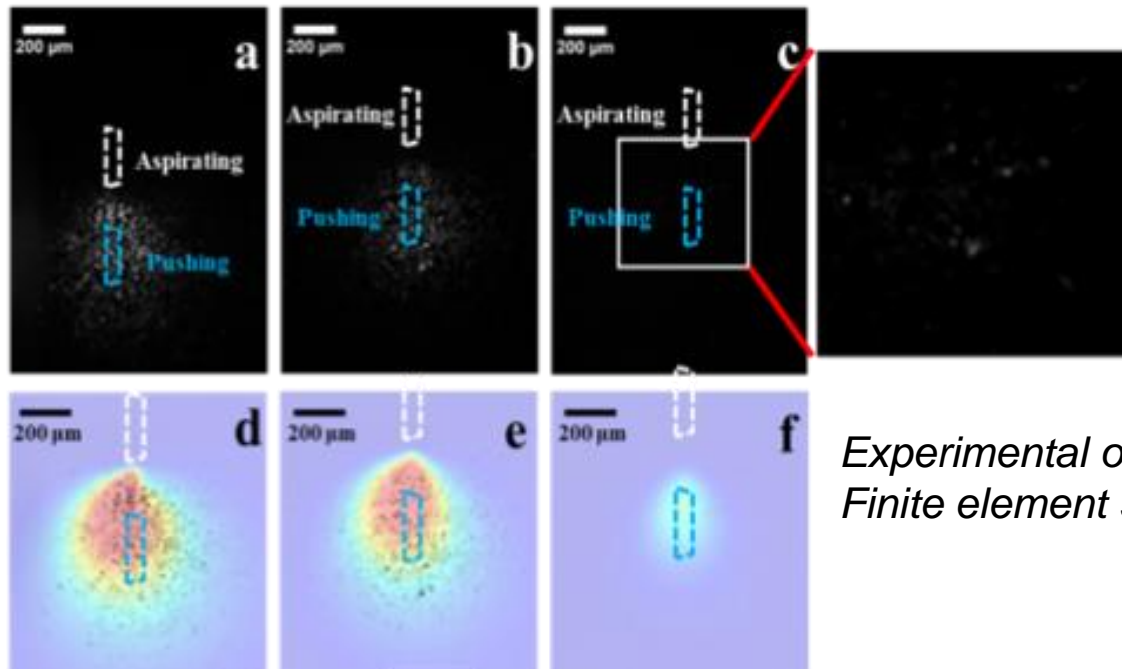 200 µm
a
Aspirating
Pushing
200 µm
b
Aspirating
Pushing
200 µm
c
Aspirating
Pushing
200 µm
d
200 µm
e
200 µm
f
Experimental
Finite element